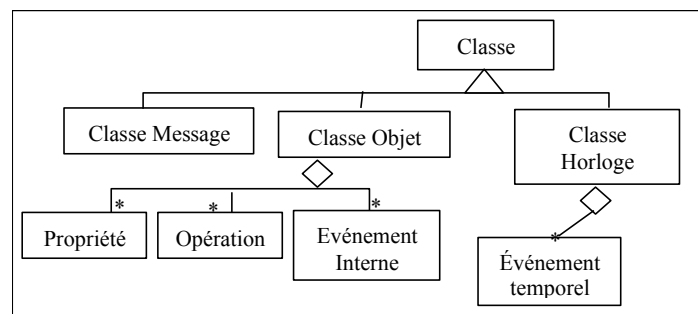 Classe
Classe Message
Classe Objet
Classe
Horloge
* * *
Propriété
Opération
Evénement
Interne
*
Événement
temporel